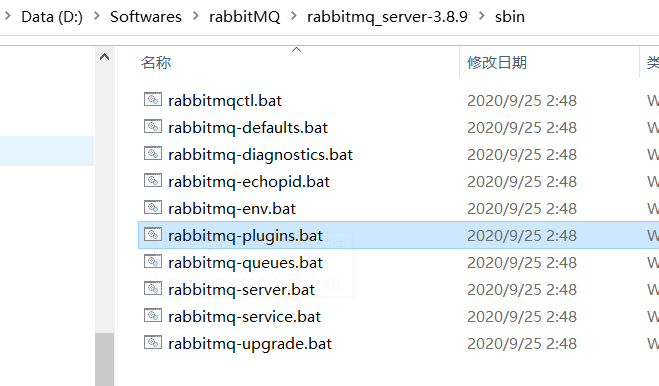 Data (D:) > Softwares > rabbitMQ > rabbitmq_server-3.8.9 > sbin
名称 修改日期
rabbitmqctl.bat 2020/9/25 2:48 W
rabbitmq-defaults.bat 2020/9/25 2:48 W
rabbitmq-diagnostics.bat 2020/9/25 2:48 W
rabbitmq-echopid.bat 2020/9/25 2:48 W
rabbitmq-env.bat 2020/9/25 2:48 W
rabbitmq-plugins.bat 2020/9/25 2:48 W
rabbitmq-queues.bat 2020/9/25 2:48 W
rabbitmq-server.bat 2020/9/25 2:48 W
rabbitmq-service.bat 2020/9/25 2:48 W
rabbitmq-upgrade.bat 2020/9/25 2:48 W